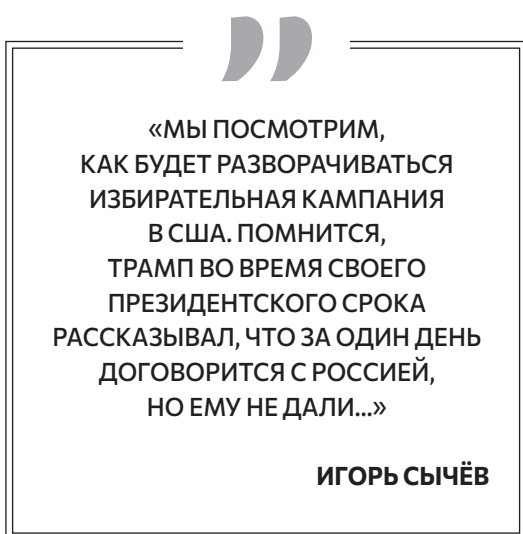 «МЫ ПОСМОТРИМ,
КАК БУДЕТ РАЗВОРАЧИВАТЬСЯ
ИЗБИРАТЕЛЬНАЯ КАМПАНИЯ
В США. ПОМНИТСЯ,
ТРАМП ВО ВРЕМЯ СВОЕГО
ПРЕЗИДЕНТСКОГО СРОКА
РАССКАЗЫВАЛ, ЧТО ЗА ОДИН ДЕНЬ
ДОГОВОРИТСЯ С РОССИЕЙ,
НО ЕМУ НЕ ДАЛИ...»
ИГОРЬ СЫЧЁВ